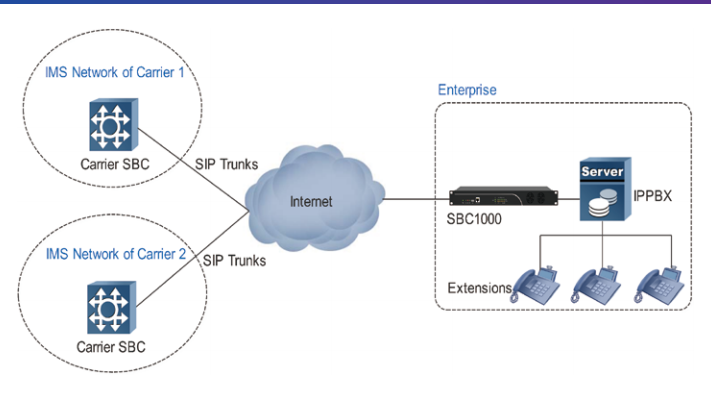 IMS Network of Carrier 1
Carrier SBC
SIP Trunks
Internet
IMS Network of Carrier 2
SIP Trunks
Carrier SBC
Enterprise
SBC1000
Server
IPPBX
Extensions